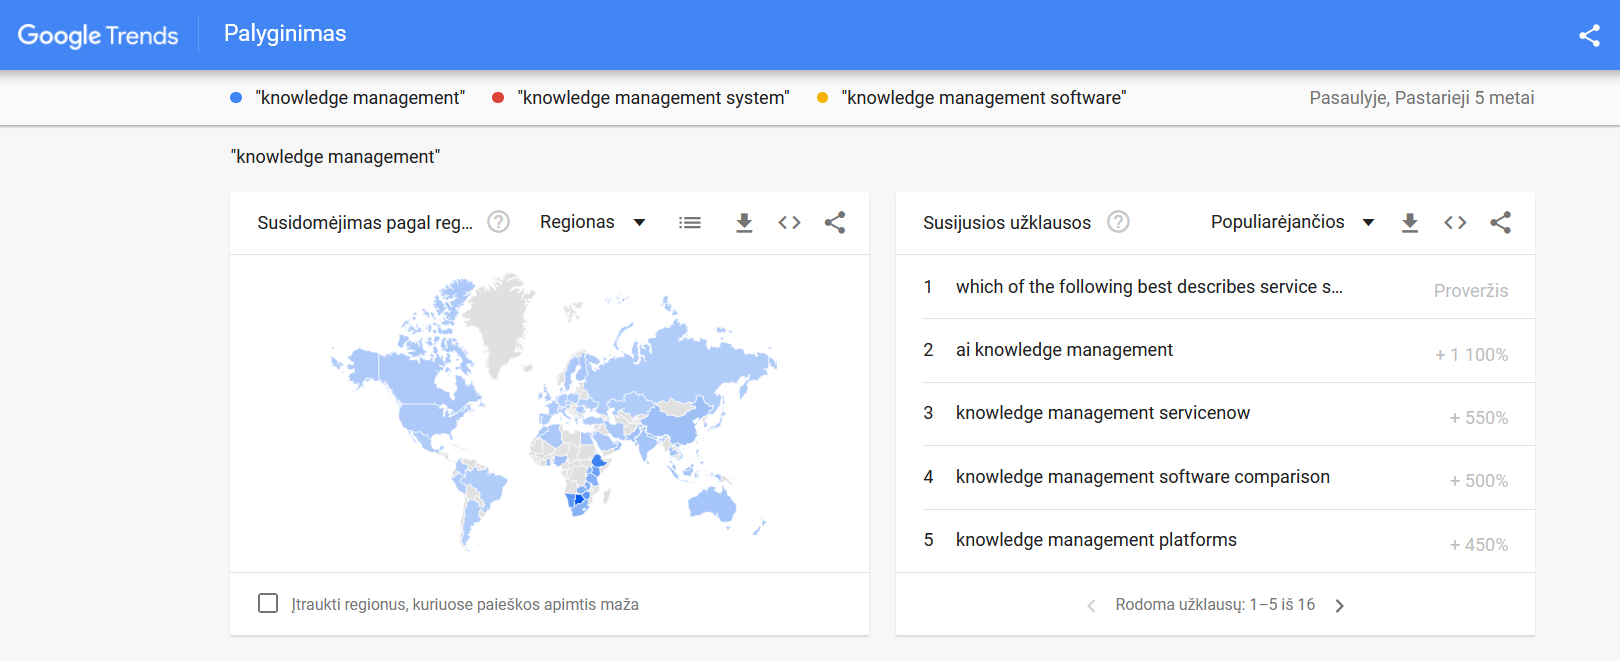 Google Trends Palyginimas
"knowledge management" "knowledge management system" "knowledge management software" Pasaulyje, Pastarieji 5 metai
"knowledge management"
Susidomėjimas pagal reg... Regionas
Susijusios užklausos Populiarėjančios
1 which of the following best describes service s... Proveržis
2 ai knowledge management + 1 100%
3 knowledge management servicenow + 550%
4 knowledge management software comparison + 500%
5 knowledge management platforms + 450%
Įtraukti regionus, kuriuose paieškos apimtis maža
Rodoma užklausų: 1–5 iš 16